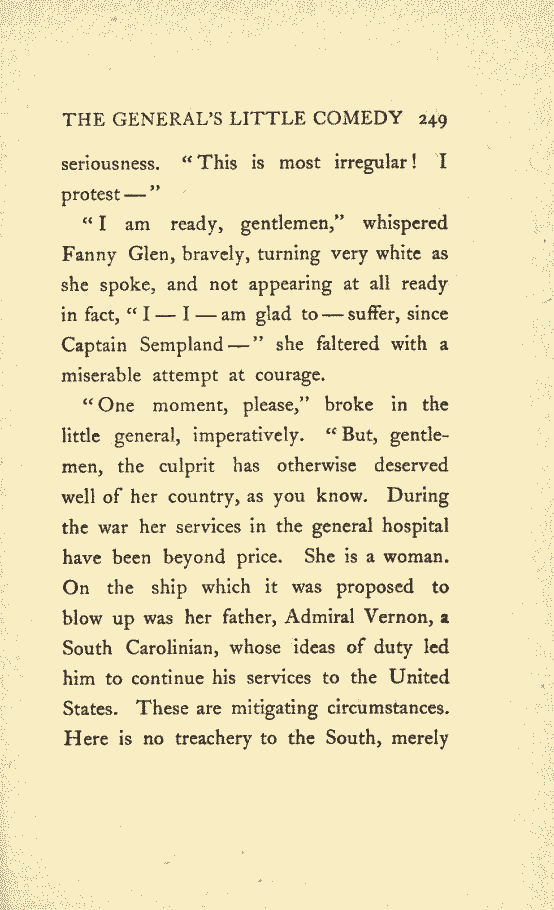 THE GENERAL'S LITTLE COMEDY 249
seriousness. "This is most irregular! I
protest—"
"I am ready, gentlemen," whispered
Fanny Glen, bravely, turning very white as
she spoke, and not appearing at all ready
in fact, "I—I—am glad to—suffer, since
Captain Sempland—" she faltered with a
miserable attempt at courage.
"One moment, please," broke in the
little general, imperatively. "But, gentle-
men, the culprit has otherwise deserved
well of her country, as you know. During
the war her services in the general hospital
have been beyond price. She is a woman.
On the ship which it was proposed to
blow up was her father, Admiral Vernon, a
South Carolinian, whose ideas of duty led
him to continue his services to the United
States. These are mitigating circumstances.
Here is no treachery to the South, merely